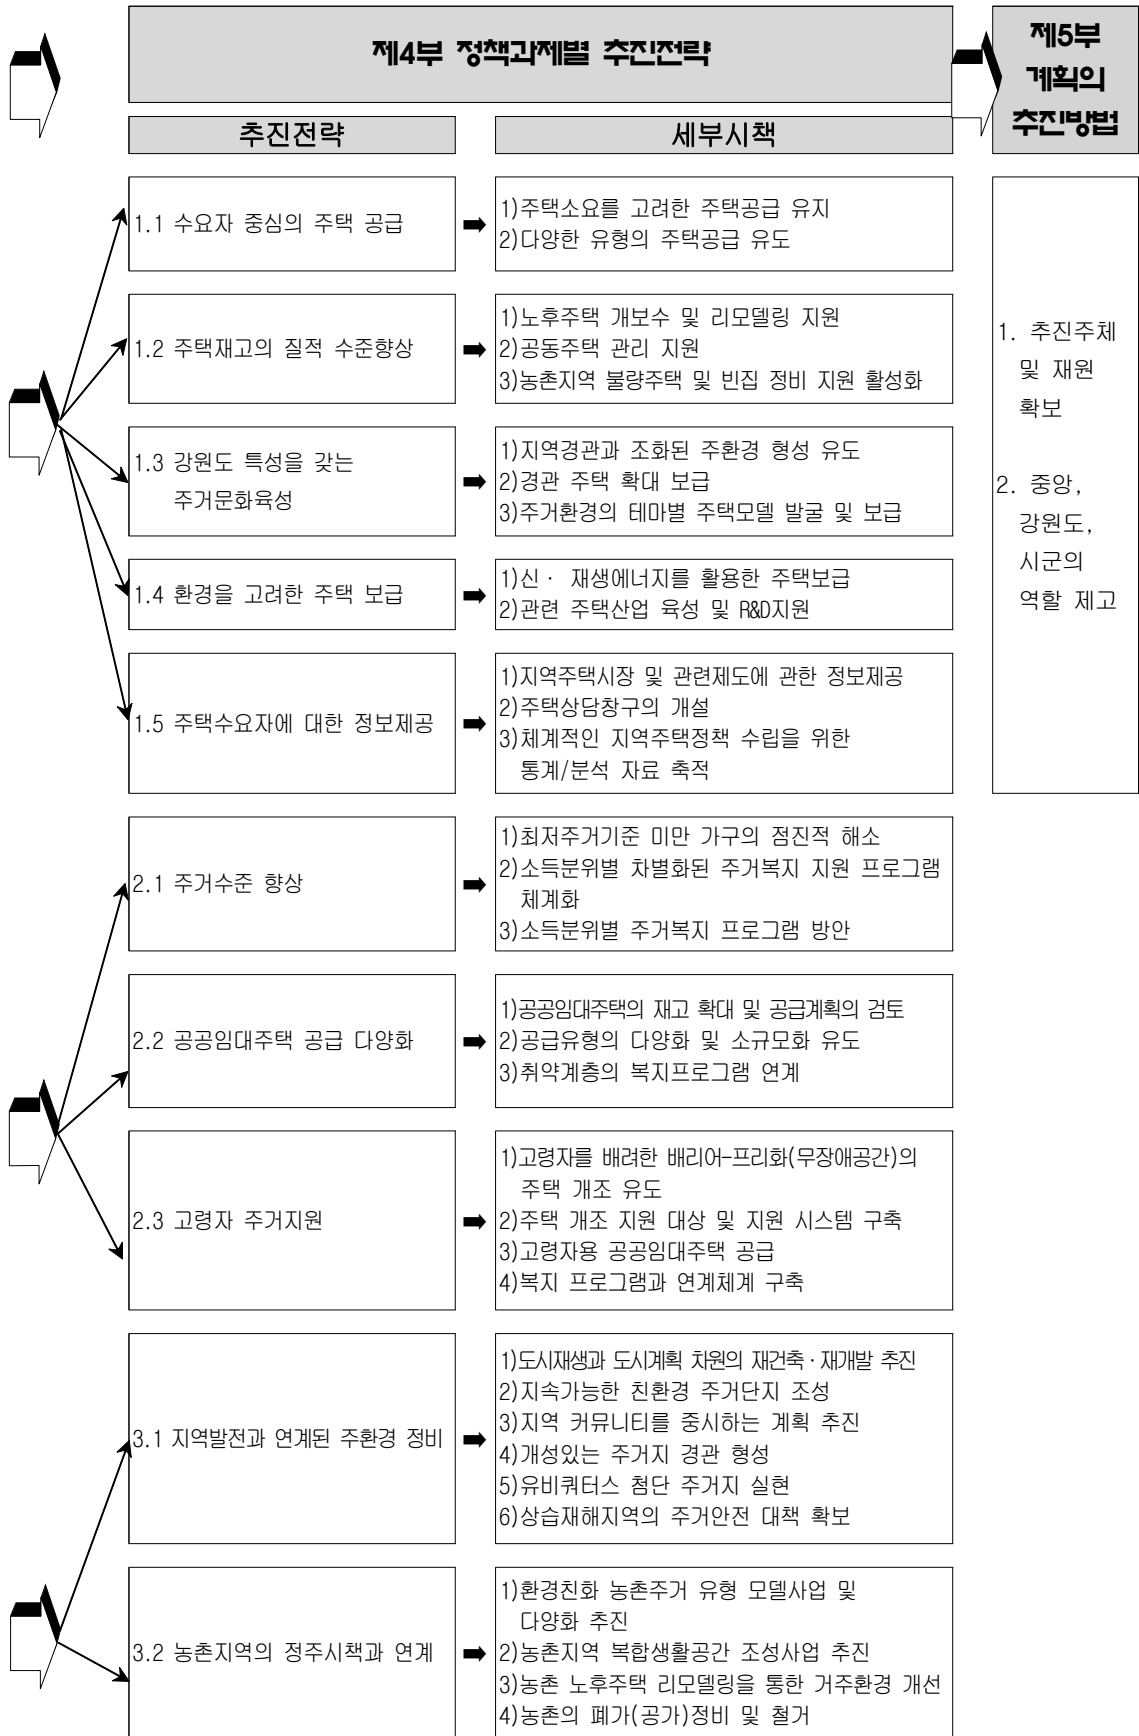 제4부 정책과제별 추진전략
제5부
계획의
추진방법
추진전략
세부시책
1.1 수요자 중심의 주택 공급
1)주택소요를 고려한 주택공급 유지
2)다양한 유형의 주택공급 유도
1.2 주택재고의 질적 수준향상
1)노후주택 개보수 및 리모델링 지원
2)공동주택 관리 지원
3)농촌지역 불량주택 및 빈집 정비 지원 활성화
1.3 강원도 특성을 갖는
주거문화육성
1)지역경관과 조화된 주환경 형성 유도
2)경관 주택 확대 보급
3)주거환경의 테마별 주택모델 발굴 및 보급
1.4 환경을 고려한 주택 보급
1)신· 재생에너지를 활용한 주택보급
2)관련 주택산업 육성 및 R&D지원
1.5 주택수요자에 대한 정보제공
1)지역주택시장 및 관련제도에 관한 정보제공
2)주택상담창구의 개설
3)체계적인 지역주택정책 수립을 위한
통계/분석 자료 축적
1. 추진주체
및 재원
확보
2. 중앙,
강원도,
시군의
역할 제고
2.1 주거수준 향상
1)최저주거기준 미만 가구의 점진적 해소
2)소득분위별 차별화된 주거복지 지원 프로그램
체계화
3)소득분위별 주거복지 프로그램 방안
2.2 공공임대주택 공급 다양화
1)공공임대주택의 재고 확대 및 공급계획의 검토
2)공급유형의 다양화 및 소규모화 유도
3)취약계층의 복지프로그램 연계
2.3 고령자 주거지원
1)고령자를 배려한 배리어-프리화(무장애공간)의
주택 개조 유도
2)주택 개조 지원 대상 및 지원 시스템 구축
3)고령자용 공공임대주택 공급
4)복지 프로그램과 연계체계 구축
3.1 지역발전과 연계된 주환경 정비
1)도시재생과 도시계획 차원의 재건축·재개발 추진
2)지속가능한 친환경 주거단지 조성
3)지역 커뮤니티를 중시하는 계획 추진
4)개성있는 주거지 경관 형성
5)유비쿼터스 첨단 주거지 실현
6)상습재해지역의 주거안전 대책 확보
3.2 농촌지역의 정주시책과 연계
1)환경친화 농촌주거 유형 모델사업 및
다양화 추진
2)농촌지역 복합생활공간 조성사업 추진
3)농촌 노후주택 리모델링을 통한 거주환경 개선
4)농촌의 폐가(공가)정비 및 철거